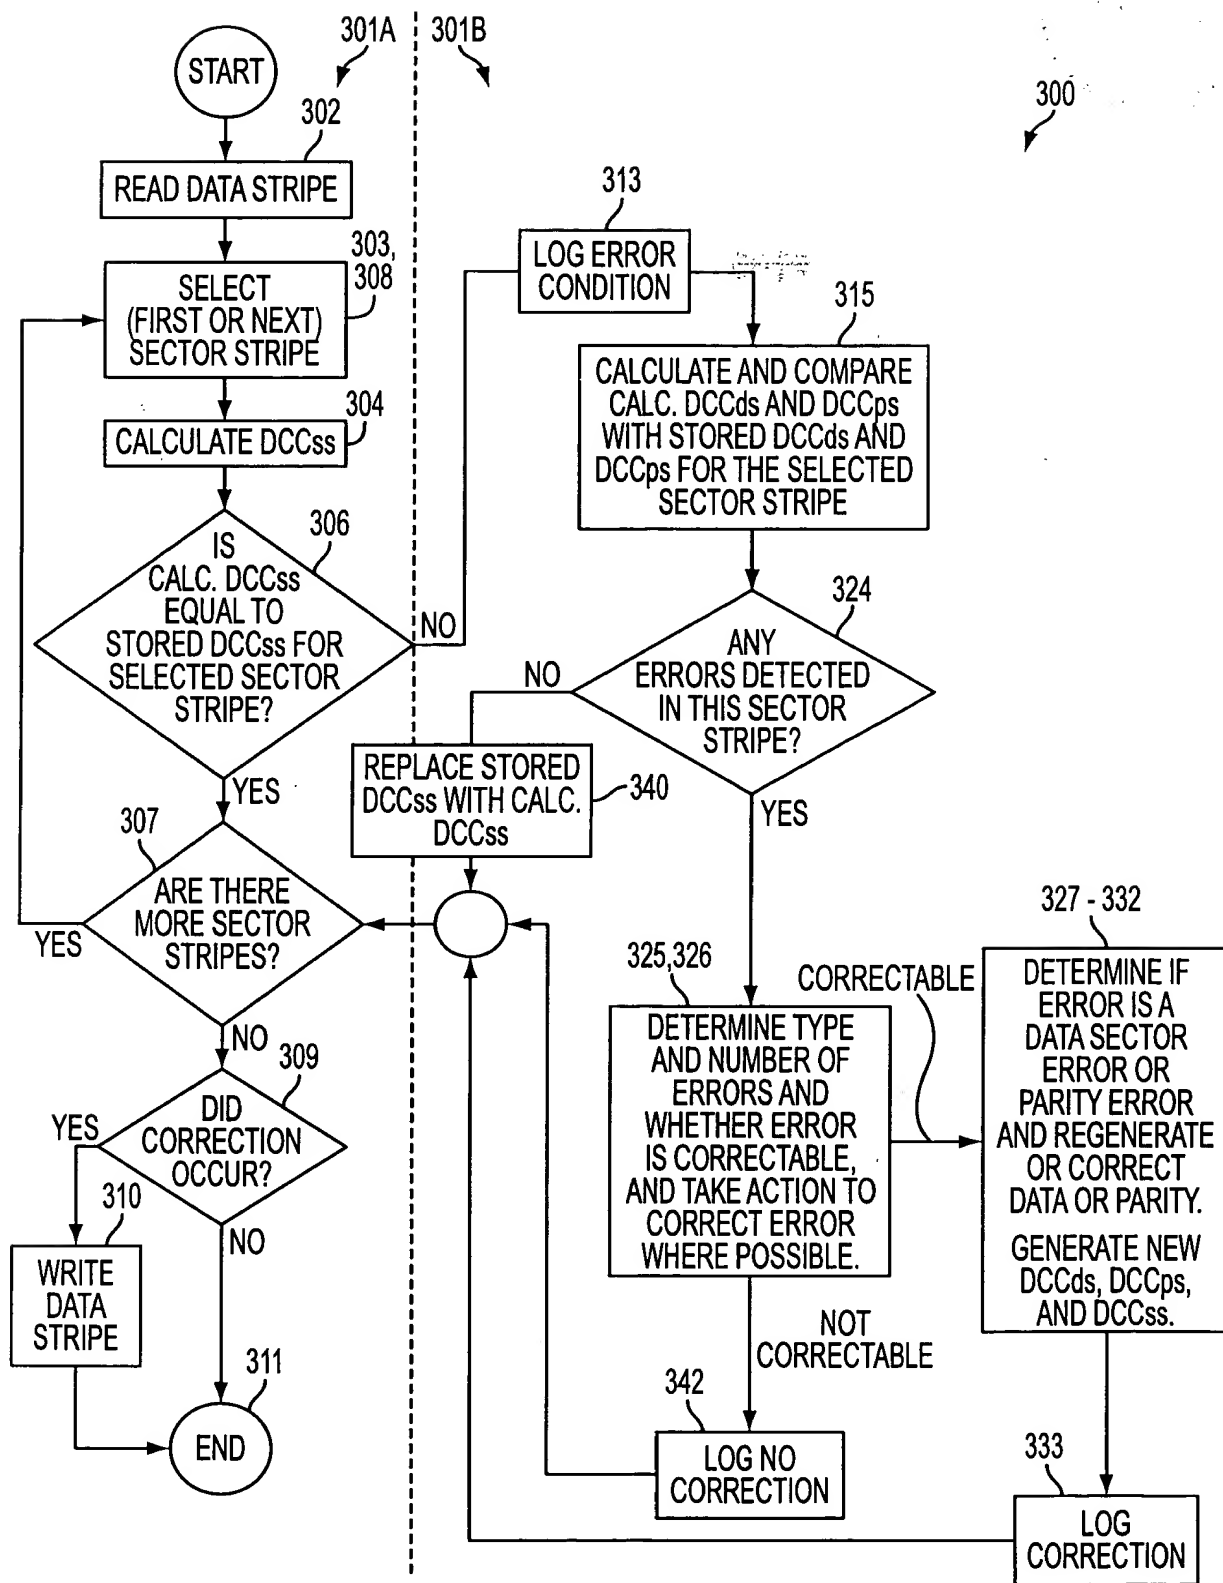 301A
301B
START
300
302
READ DATA STRIPE
313
303,
308
LOG ERROR
CONDITION
SELECT
(FIRST OR NEXT)
SECTOR STRIPE
315
CALCULATE AND COMPARE
CALC. DCCds AND DCCps
WITH STORED DCCds AND
DCCps FOR THE SELECTED
SECTOR STRIPE
304
CALCULATE DCCss
306
IS
CALC. DCCss
EQUAL TO
STORED DCCss FOR
SELECTED SECTOR
STRIPE?
NO
YES
324
ANY
ERRORS DETECTED
IN THIS SECTOR
STRIPE?
NO
YES
REPLACE STORED
DCCss WITH CALC.
DCCss
340
307
ARE THERE
MORE SECTOR
STRIPES?
YES
NO
325,326
DETERMINE TYPE
AND NUMBER OF
ERRORS AND
WHETHER ERROR
IS CORRECTABLE,
AND TAKE ACTION TO
CORRECT ERROR
WHERE POSSIBLE.
CORRECTABLE
327 - 332
DETERMINE IF
ERROR IS A
DATA SECTOR
ERROR OR
PARITY ERROR
AND REGENERATE
OR CORRECT
DATA OR PARITY.
GENERATE NEW
DCCds, DCCps,
AND DCCss.
309
DID
CORRECTION
OCCUR?
YES
NO
310
WRITE
DATA
STRIPE
311
END
NOT
CORRECTABLE
342
LOG NO
CORRECTION
333
LOG
CORRECTION